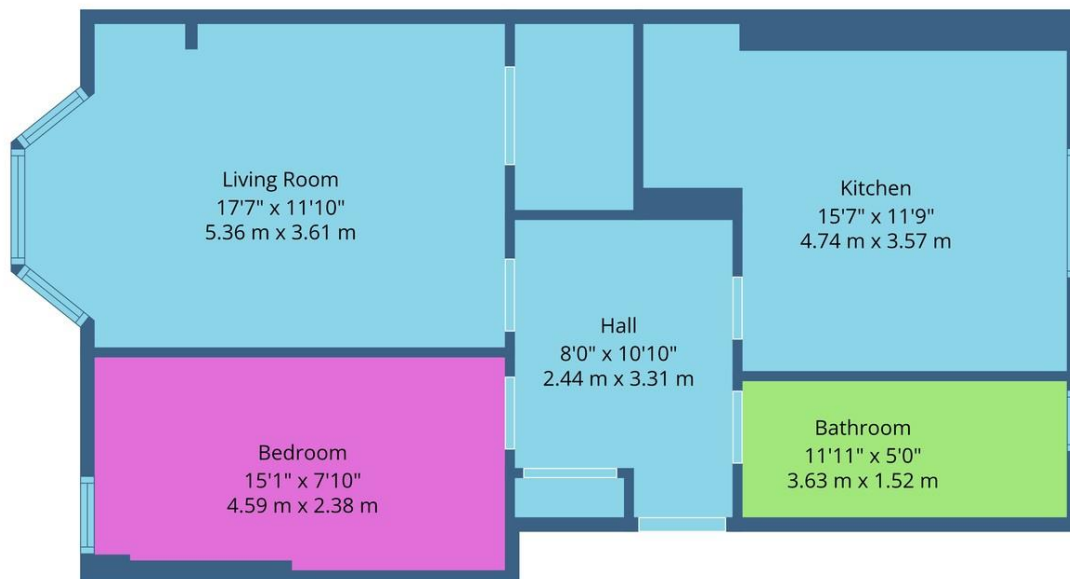 Living Room
17'7" x 11'10"
5.36 m x 3.61 m
Kitchen
15'7" x 11'9"
4.74 m x 3.57 m
Hall
8'0" x 10'10"
2.44 m x 3.31 m
Bedroom
15'1" x 7'10"
4.59 m x 2.38 m
Bathroom
11'11" x 5'0"
3.63 m x 1.52 m